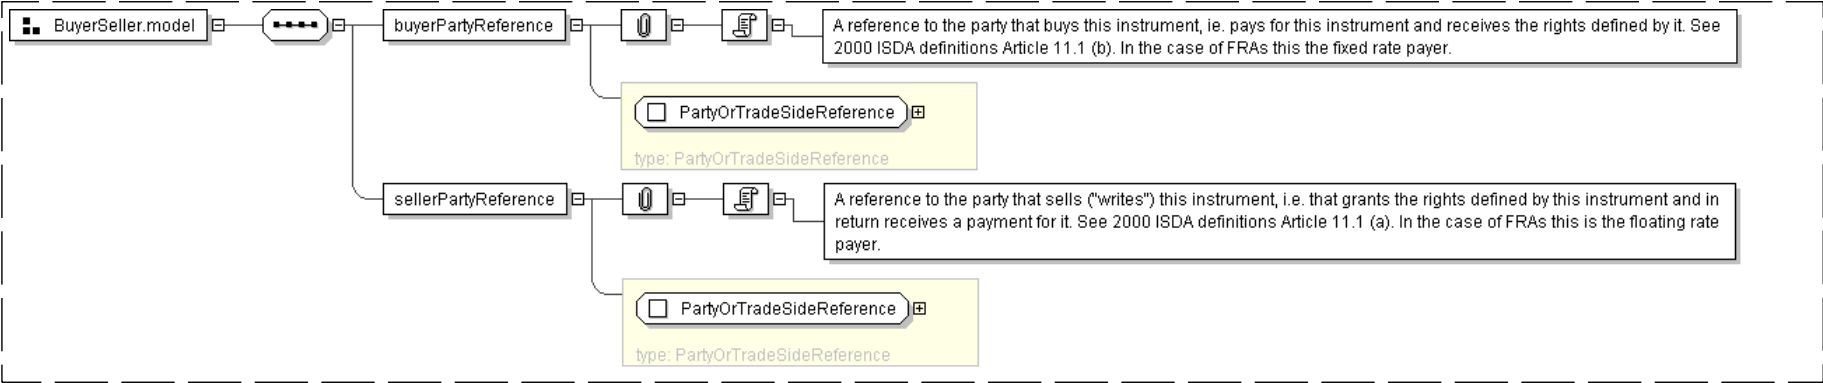 BuyerSeller.model
buyerPartyReference
A reference to the party that buys this instrument, ie. pays for this instrument and receives the rights defined by it. See
2000 ISDA definitions Article 11.1 (b). In the case of FRAs this the fixed rate payer.
PartyOrTradeSideReference
type: PartyOrTradeSideReference
sellerPartyReference
A reference to the party that sells ("writes") this instrument, i.e. that grants the rights defined by this instrument and in
return receives a payment for it. See 2000 ISDA definitions Article 11.1 (a). In the case of FRAs this is the floating rate
payer.
PartyOrTradeSideReference
type: PartyOrTradeSideReference